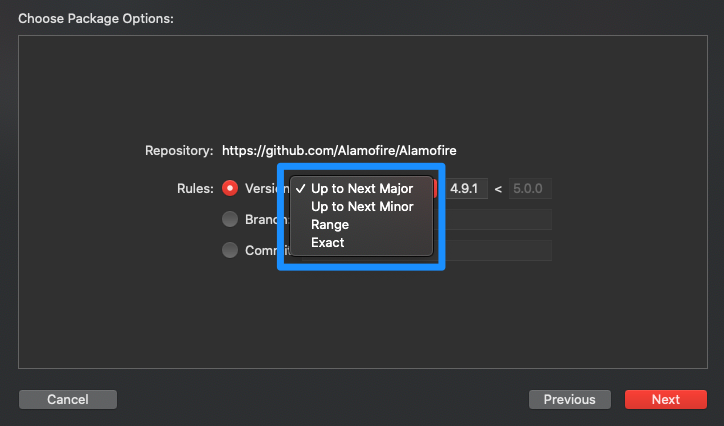 Choose Package Options:
Repository: https://github.com/Alamofire/Alamofire
Rules: Version ✓ Up to Next Major 4.9.1 < 5.0.0
Up to Next Minor
Branch: Range
Exact
Commit
Cancel Previous Next